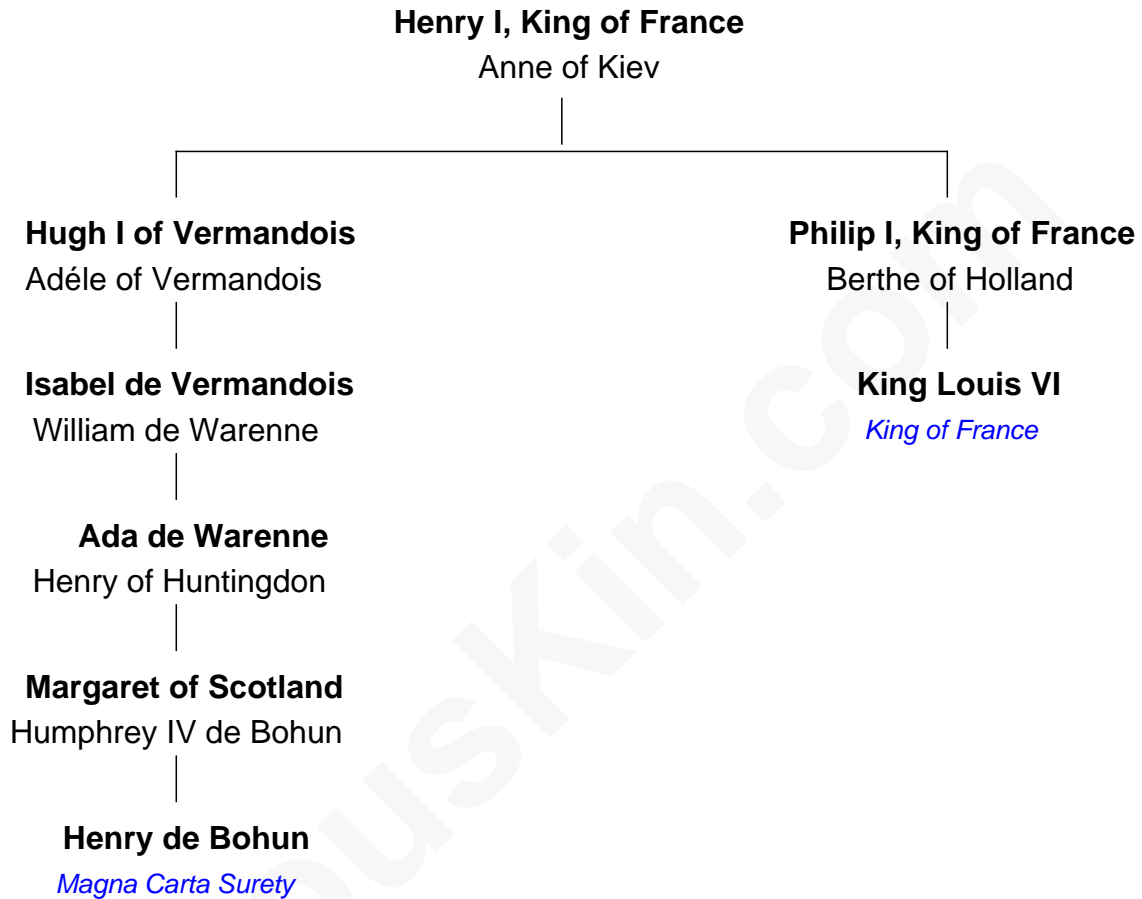 Henry I, King of France
Anne of Kiev
Hugh I of Vermandois
Adéle of Vermandois
Philip I, King of France
Berthe of Holland
Isabel de Vermandois
William de Warenne
King Louis VI
King of France
Ada de Warenne
Henry of Huntingdon
Margaret of Scotland
Humphrey IV de Bohun
Henry de Bohun
Magna Carta Surety
ousKin.com